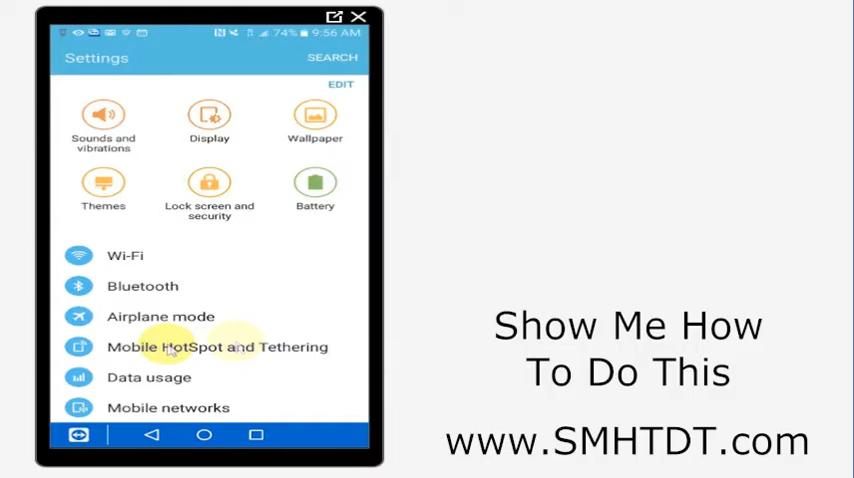 74% 9:56 AM
Settings
SEARCH
EDIT
Sounds and
vibrations
Display
Wallpaper
Themes
Lock screen and
security
Battery
Wi-Fi
Bluetooth
Airplane mode
Mobile HotSpot and Tethering
Data usage
Mobile networks
Show Me How
To Do This
www.SMHTDT.com